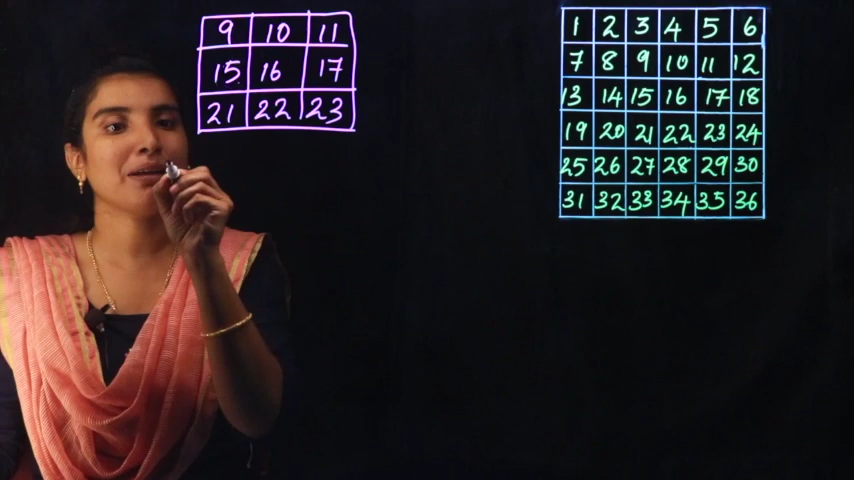 9 10 11
15 16 17
21 22 23
1 2 3 4 5 6
7 8 9 10 11 12
13 14 15 16 17 18
19 20 21 22 23 24
25 26 27 28 29 30
31 32 33 34 35 36